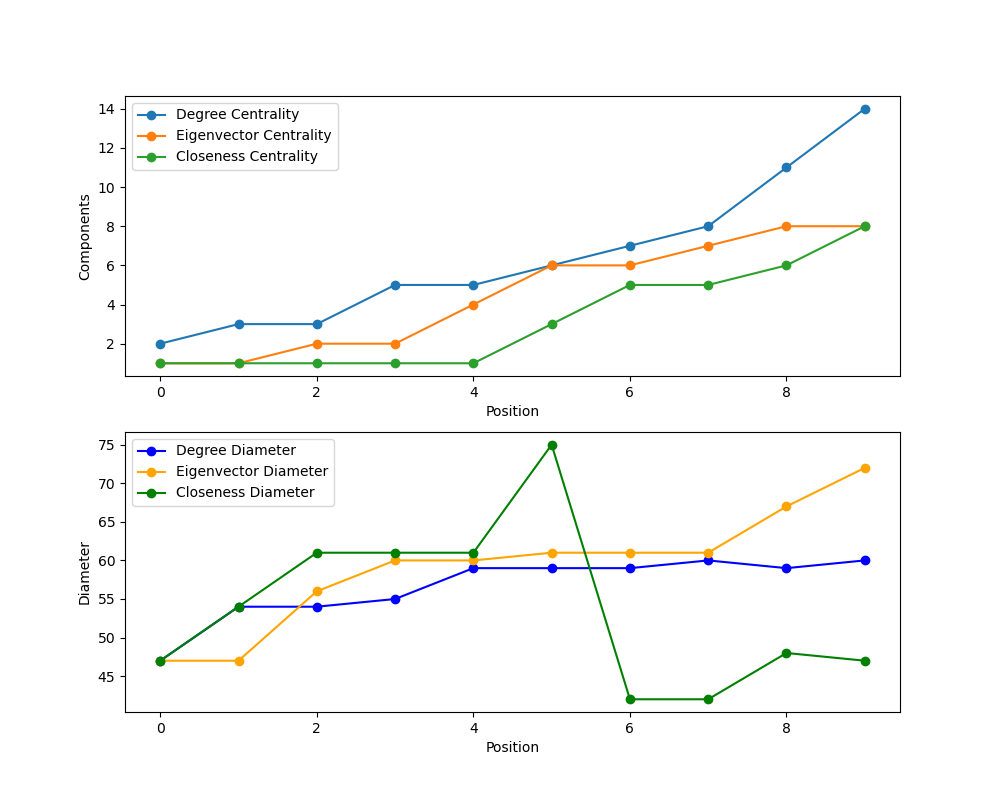 Components
14
12
10
8
6
4
2
Degree Centrality
Eigenvector Centrality
Closeness Centrality
0 2 4 6 8
Position
Diameter
75
70
65
60
55
50
45
Degree Diameter
Eigenvector Diameter
Closeness Diameter
0 2 4 6 8
Position